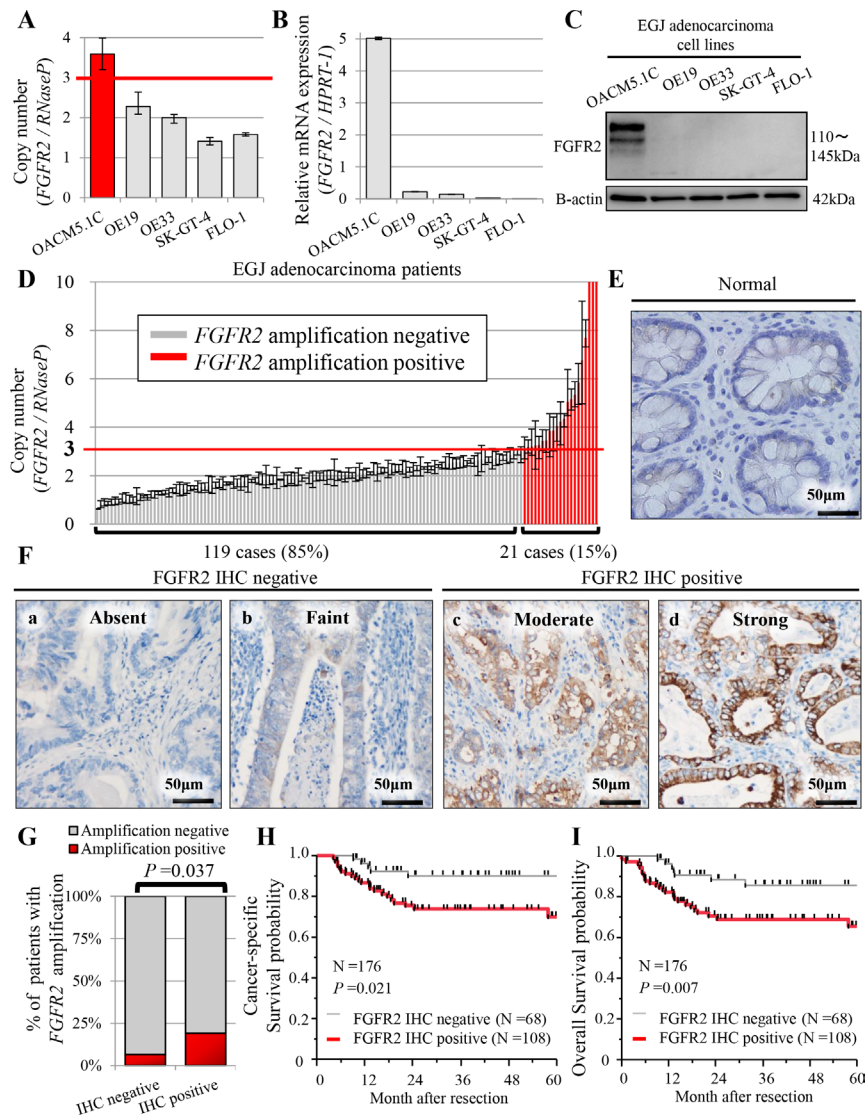 A
Copy number
(FGFR2 / RNaseP)
4
3
2
1
0
OACM5.1C
OE19
OE33
SK-GT-4
FLO-1
B
Relative mRNA expression
(FGFR2 / HPRT-1)
5
4
3
2
1
0
OACM5.1C
OE19
OE33
SK-GT-4
FLO-1
C
EGJ adenocarcinoma
cell lines
OACM5.1C
OE19
OE33
SK-GT-4
FLO-1
FGFR2
110〜
145kDa
B-actin
42kDa
D
EGJ adenocarcinoma patients
Copy number
(FGFR2 / RNaseP)
10
8
6
4
3
2
0
FGFR2 amplification negative
FGFR2 amplification positive
119 cases (85%)
21 cases (15%)
E
Normal
50μm
F
FGFR2 IHC negative
FGFR2 IHC positive
a
Absent
50μm
b
Faint
50μm
c
Moderate
50μm
d
Strong
50μm
G
Amplification negative
Amplification positive
P =0.037
% of patients with
FGFR2 amplification
100%
75%
50%
25%
0%
IHC negative
IHC positive
H
Cancer-specific
Survival probability
1.0
0.8
0.6
0.4
0.2
0.0
N =176
P =0.021
FGFR2 IHC negative (N =68)
FGFR2 IHC positive (N =108)
0 12 24 36 48 60
Month after resection
I
Overall Survival probability
1.0
0.8
0.6
0.4
0.2
0.0
N =176
P =0.007
FGFR2 IHC negative (N =68)
FGFR2 IHC positive (N =108)
0 12 24 36 48 60
Month after resection